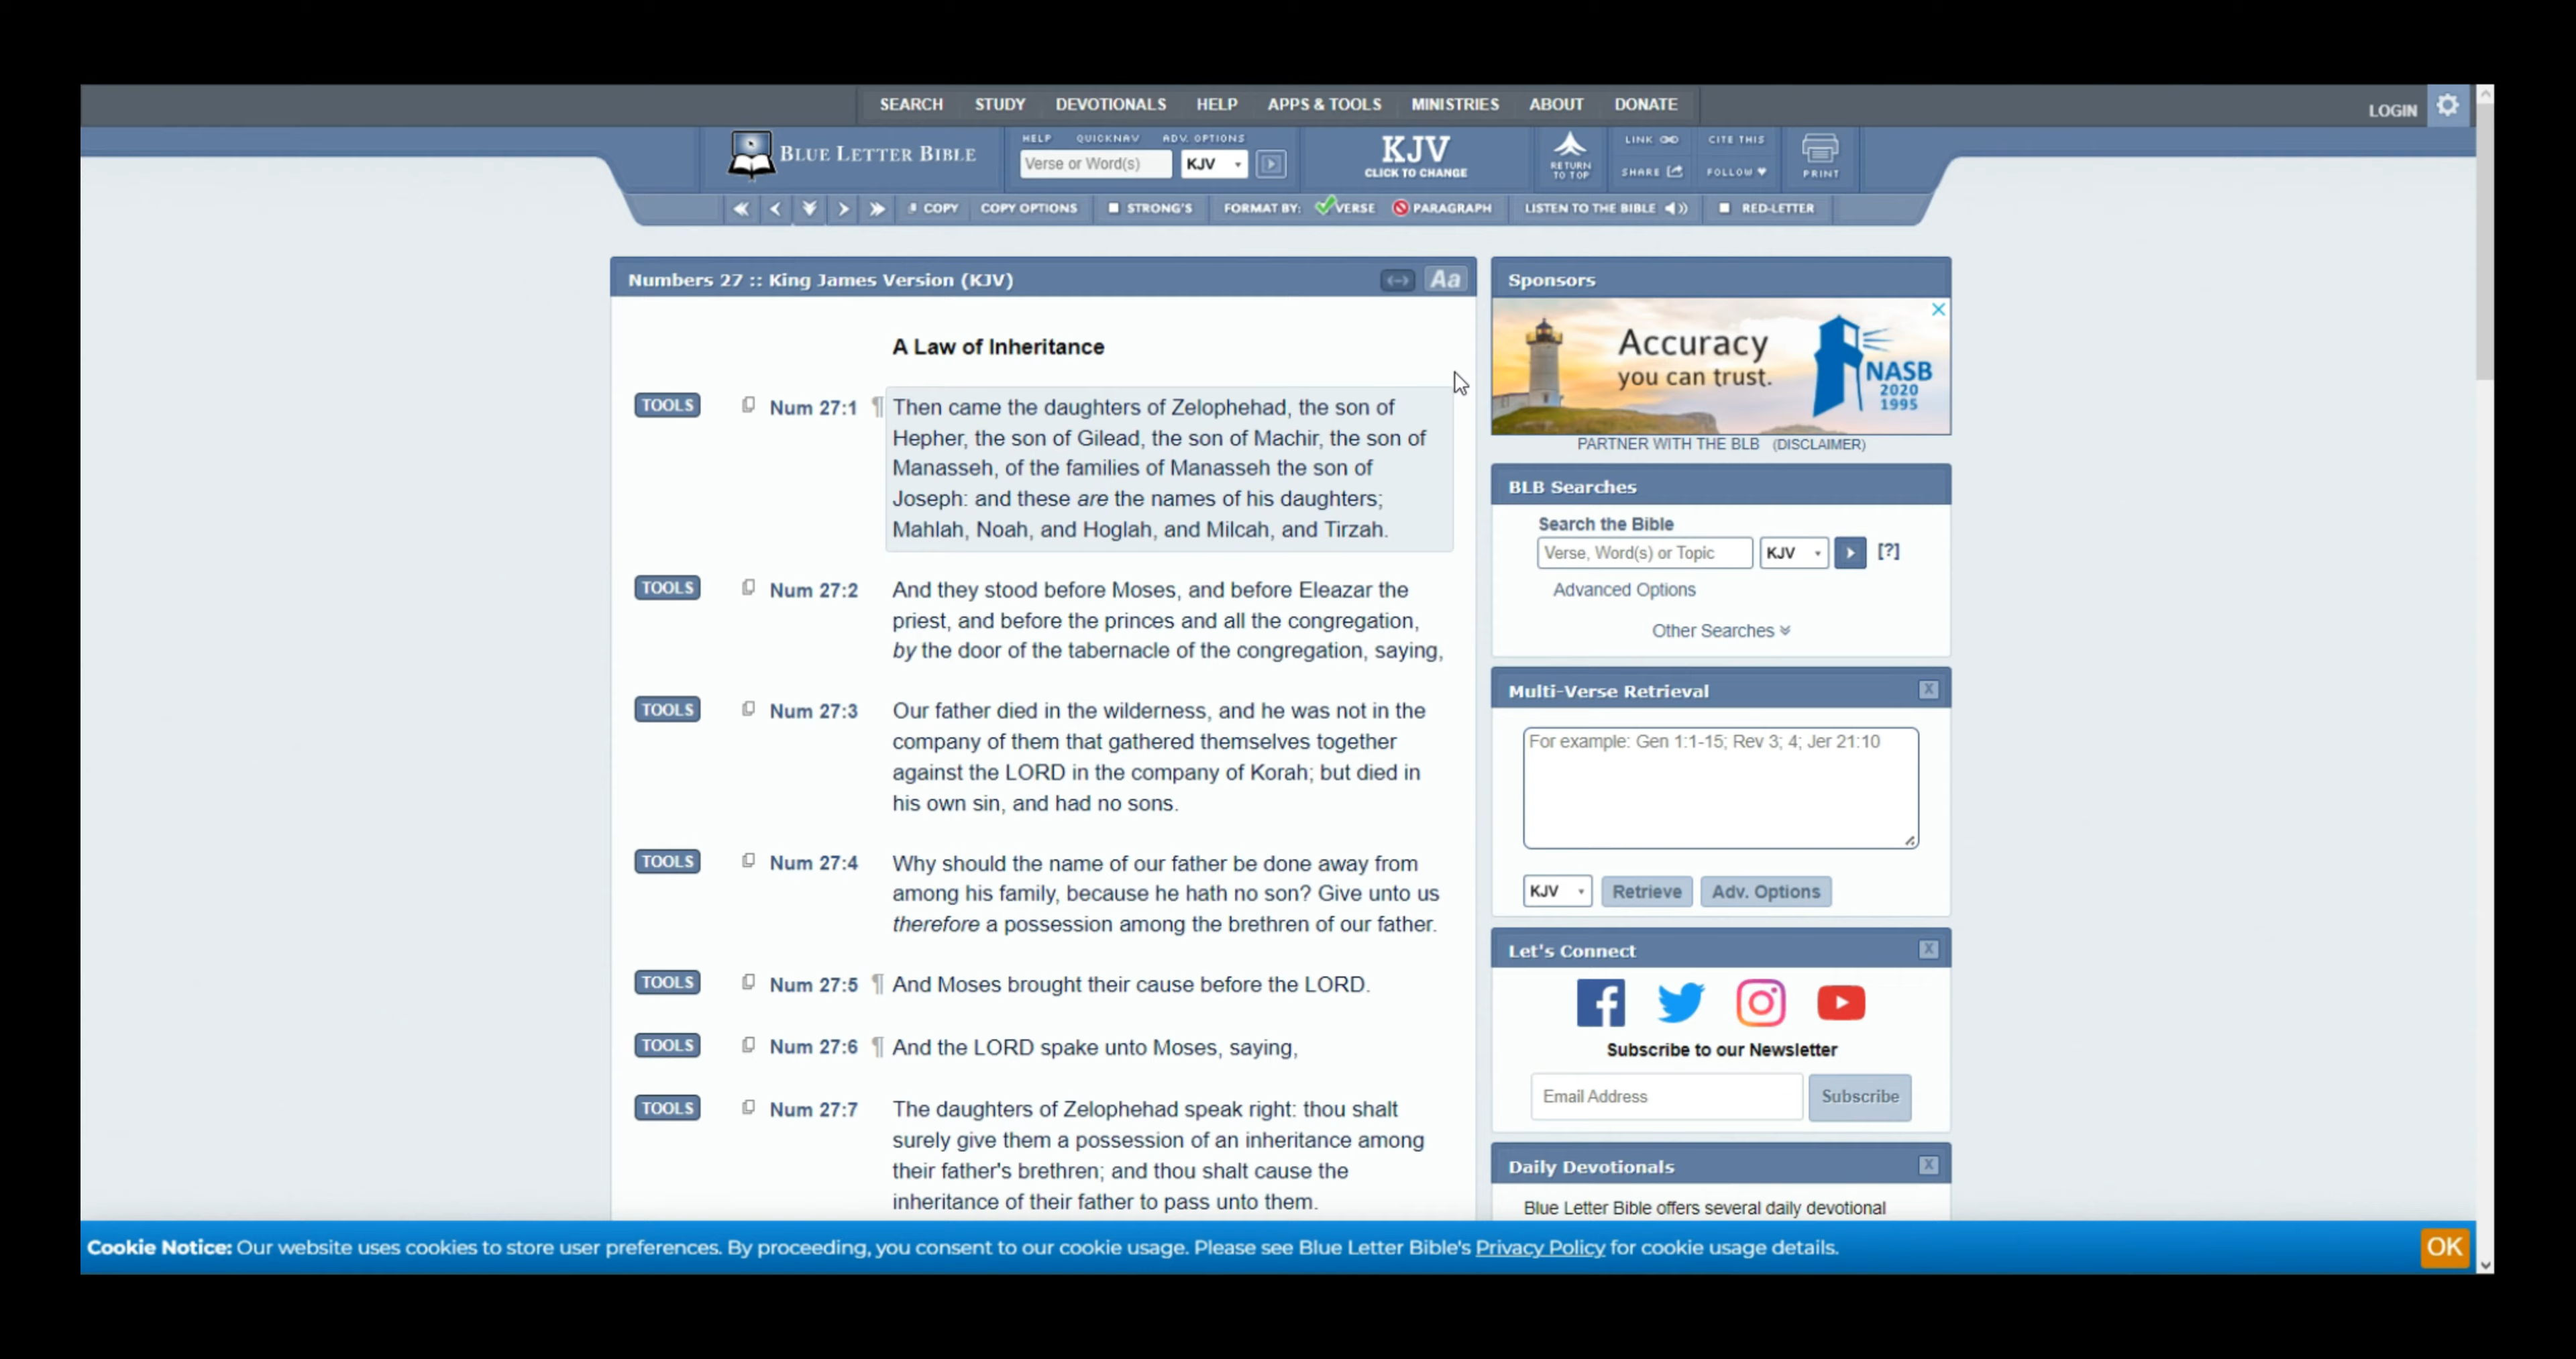 SEARCH STUDY DEVOTIONALS HELP APPS & TOOLS MINISTRIES ABOUT DONATE
LOGIN
BLUE LETTER BIBLE
HELP QUICKNAV ADV. OPTIONS
Verse or Word(s) KJV
KJV
CLICK TO CHANGE
RETURN
TO TOP
LINK CITE THIS
SHARE FOLLOW
PRINT
COPY COPY OPTIONS STRONG'S FORMAT BY: VERSE PARAGRAPH LISTEN TO THE BIBLE RED-LETTER
Numbers 27 :: King James Version (KJV)
Aa
A Law of Inheritance
TOOLS Num 27:1 ¶ Then came the daughters of Zelophehad, the son of
Hepher, the son of Gilead, the son of Machir, the son of
Manasseh, of the families of Manasseh the son of
Joseph: and these are the names of his daughters;
Mahlah, Noah, and Hoglah, and Milcah, and Tirzah.
TOOLS Num 27:2 And they stood before Moses, and before Eleazar the
priest, and before the princes and all the congregation,
by the door of the tabernacle of the congregation, saying,
TOOLS Num 27:3 Our father died in the wilderness, and he was not in the
company of them that gathered themselves together
against the LORD in the company of Korah; but died in
his own sin, and had no sons.
TOOLS Num 27:4 Why should the name of our father be done away from
among his family, because he hath no son? Give unto us
therefore a possession among the brethren of our father.
TOOLS Num 27:5 ¶ And Moses brought their cause before the LORD.
TOOLS Num 27:6 ¶ And the LORD spake unto Moses, saying,
TOOLS Num 27:7 The daughters of Zelophehad speak right: thou shalt
surely give them a possession of an inheritance among
their father's brethren; and thou shalt cause the
inheritance of their father to pass unto them.
Sponsors
Accuracy
you can trust.
NASB
2020
1995
PARTNER WITH THE BLB (DISCLAIMER)
BLB Searches
Search the Bible
Verse, Word(s) or Topic KJV [?]
Advanced Options
Other Searches
Multi-Verse Retrieval X
For example: Gen 1:1-15; Rev 3; 4; Jer 21:10
KJV Retrieve Adv. Options
Let's Connect X
Subscribe to our Newsletter
Email Address Subscribe
Daily Devotionals X
Blue Letter Bible offers several daily devotional
Cookie Notice: Our website uses cookies to store user preferences. By proceeding, you consent to our cookie usage. Please see Blue Letter Bible's Privacy Policy for cookie usage details.
OK